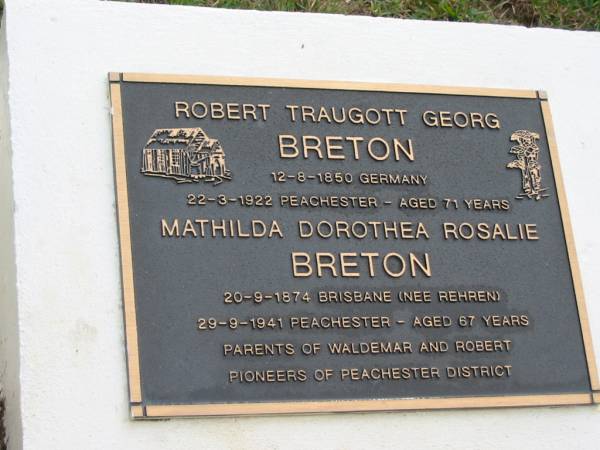 ROBERT TRAUGOTT GEORG
BRETON
12-8-1850 GERMANY
22-3-1922 PEACHESTER - AGED 71 YEARS
MATHILDA DOROTHEA ROSALIE
BRETON
20-9-1874 BRISBANE (NEE REHREN)
29-9-1941 PEACHESTER - AGED 67 YEARS
PARENTS OF WALDEMAR AND ROBERT
PIONEERS OF PEACHESTER DISTRICT